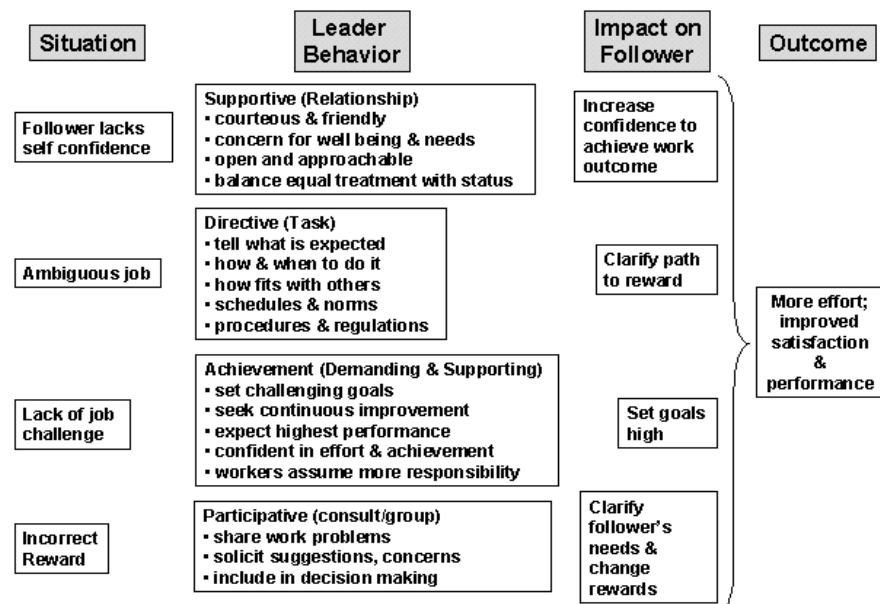 Situation
Leader
Behavior
Impact on
Follower
Outcome
Follower lacks
self confidence
Supportive (Relationship)
▪ courteous & friendly
▪ concern for well being & needs
▪ open and approachable
▪ balance equal treatment with status
Increase
confidence to
achieve work
outcome
Ambiguous job
Directive (Task)
▪ tell what is expected
▪ how & when to do it
▪ how fits with others
▪ schedules & norms
▪ procedures & regulations
Clarify path
to reward
Lack of job
challenge
Achievement (Demanding & Supporting)
▪ set challenging goals
▪ seek continuous improvement
▪ expect highest performance
▪ confident in effort & achievement
▪ workers assume more responsibility
Set goals
high
Incorrect
Reward
Participative (consult/group)
▪ share work problems
▪ solicit suggestions, concerns
▪ include in decision making
Clarify
follower's
needs &
change
rewards
More effort;
improved
satisfaction
&
performance